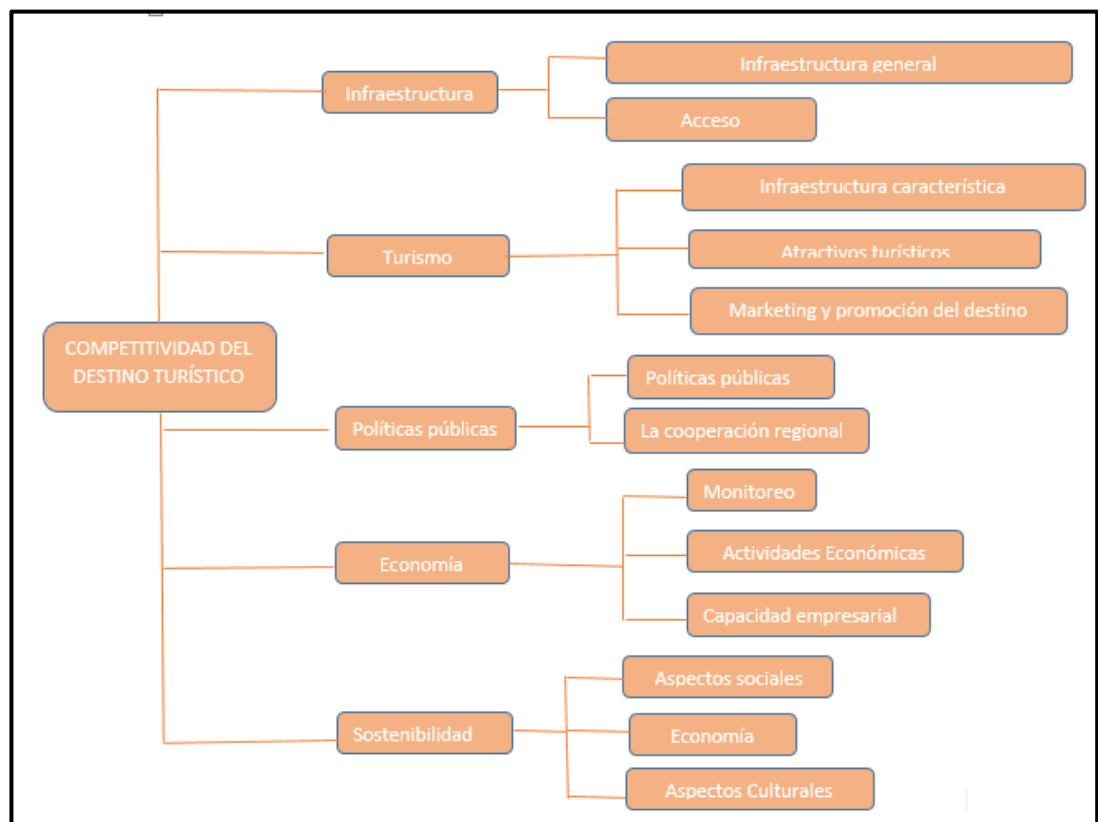 Infraestructura general
Infraestructura
Acceso
Infraestructura característica
Turismo
Atractivos turísticos
Marketing y promoción del destino
COMPETITIVIDAD DEL
DESTINO TURÍSTICO
Políticas públicas
Políticas públicas
La cooperación regional
Monitoreo
Economía
Actividades Económicas
Capacidad empresarial
Aspectos sociales
Sostenibilidad
Economía
Aspectos Culturales